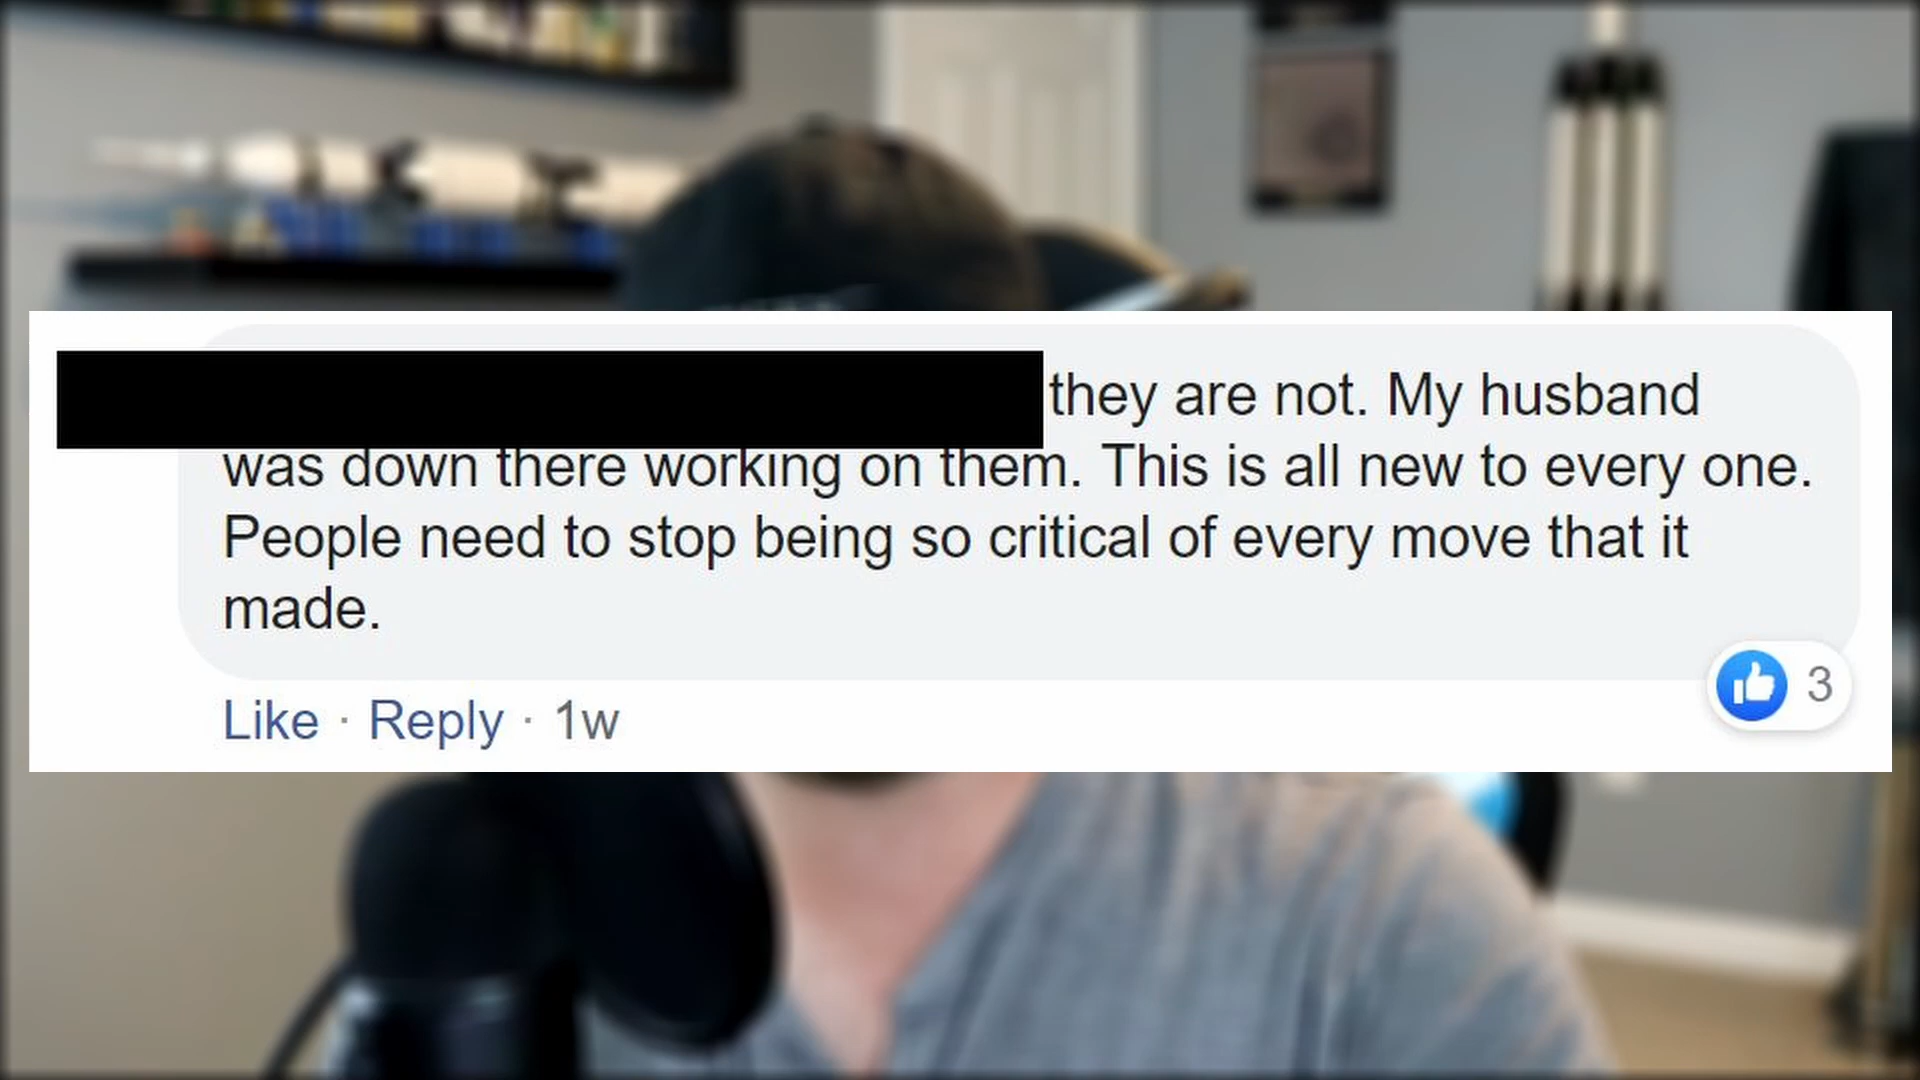 they are not. My husband
was down there working on them. This is all new to every one.
People need to stop being so critical of every move that it
made.
3
Like · Reply · 1w